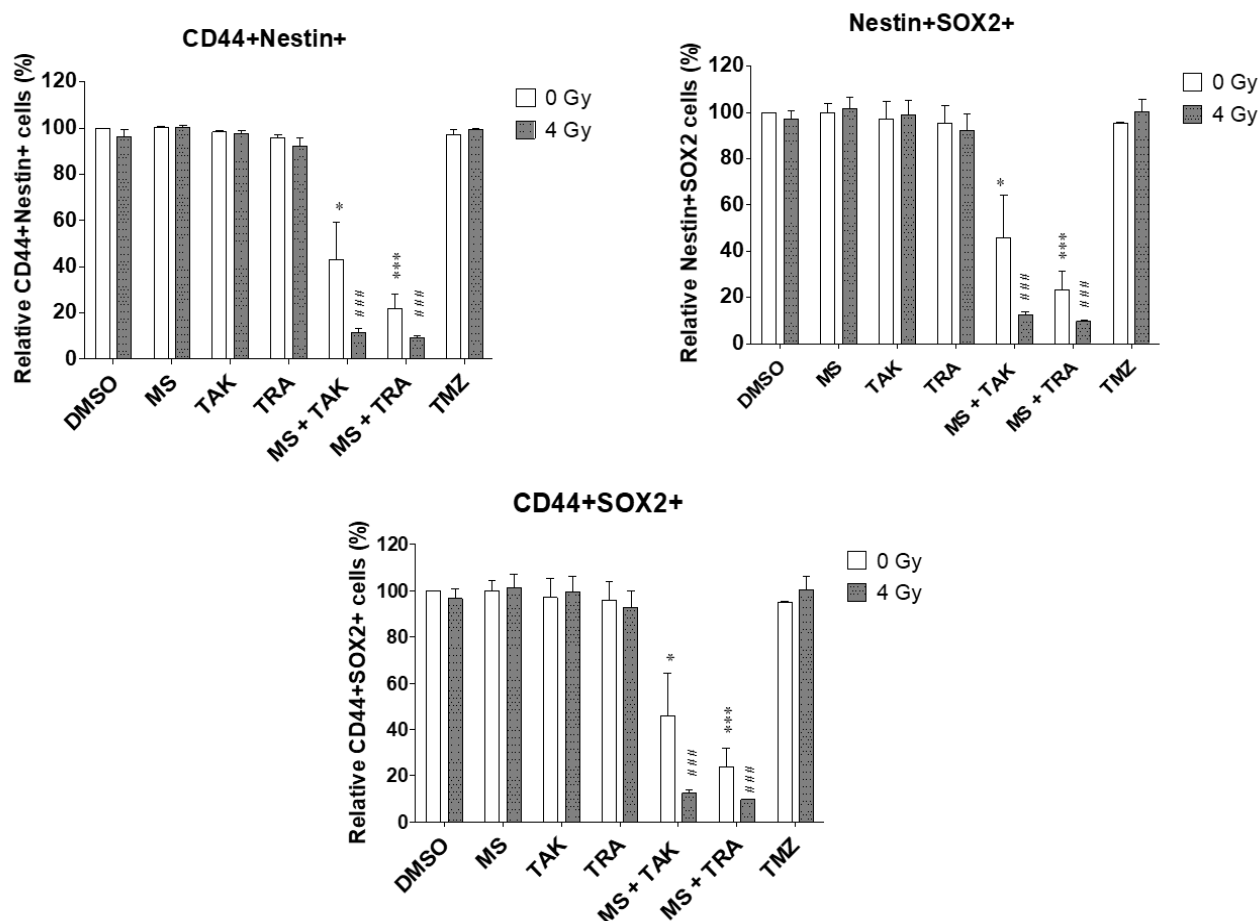 CD44+Nestin+
Relative CD44+Nestin+ cells (%)
120
100
80
60
40
20
0
0 Gy
4 Gy
*
###
***
###
DMSO
MS
TAK
TRA
MS + TAK
MS + TRA
TMZ
Nestin+SOX2+
Relative Nestin+SOX2 cells (%)
120
100
80
60
40
20
0
0 Gy
4 Gy
*
###
***
###
DMSO
MS
TAK
TRA
MS + TAK
MS + TRA
TMZ
CD44+SOX2+
Relative CD44+SOX2+ cells (%)
120
100
80
60
40
20
0
0 Gy
4 Gy
*
###
***
###
DMSO
MS
TAK
TRA
MS + TAK
MS + TRA
TMZ